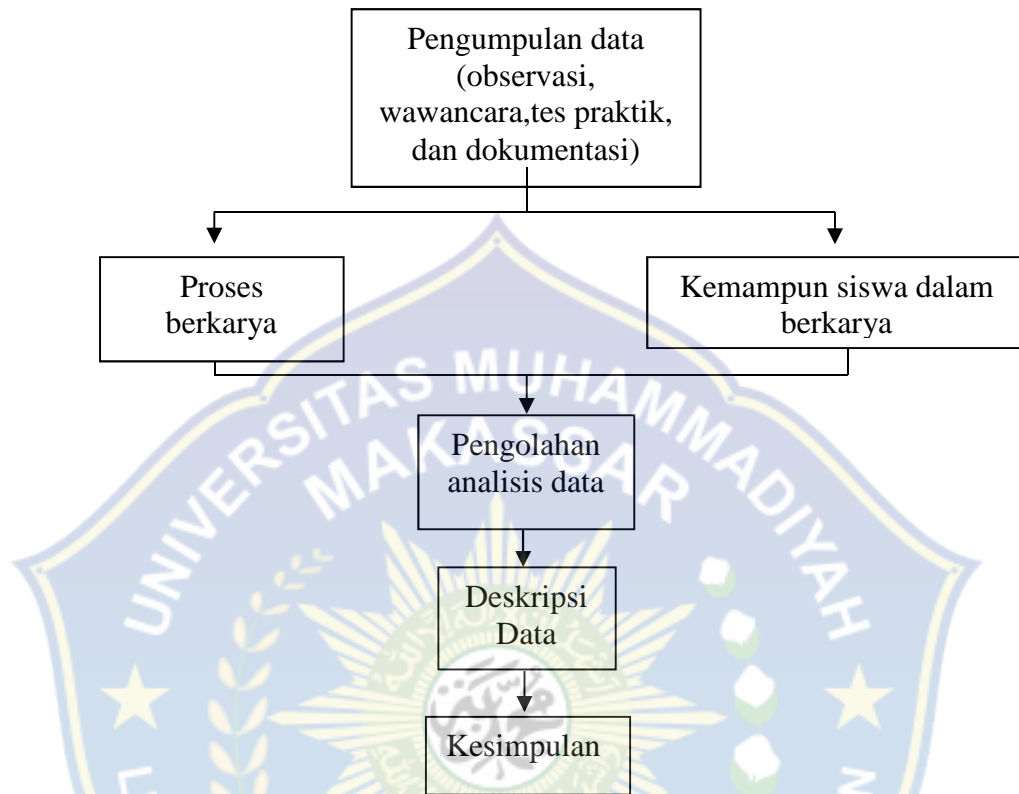 Pengumpulan data
(observasi,
wawancara,tes praktik,
dan dokumentasi)
Proses
berkarya
Kemampun siswa dalam
berkarya
UNIVERSITAS MUHAMMADIYAH
MAKASSAR
Pengolahan
analisis data
Deskripsi
Data
Kesimpulan